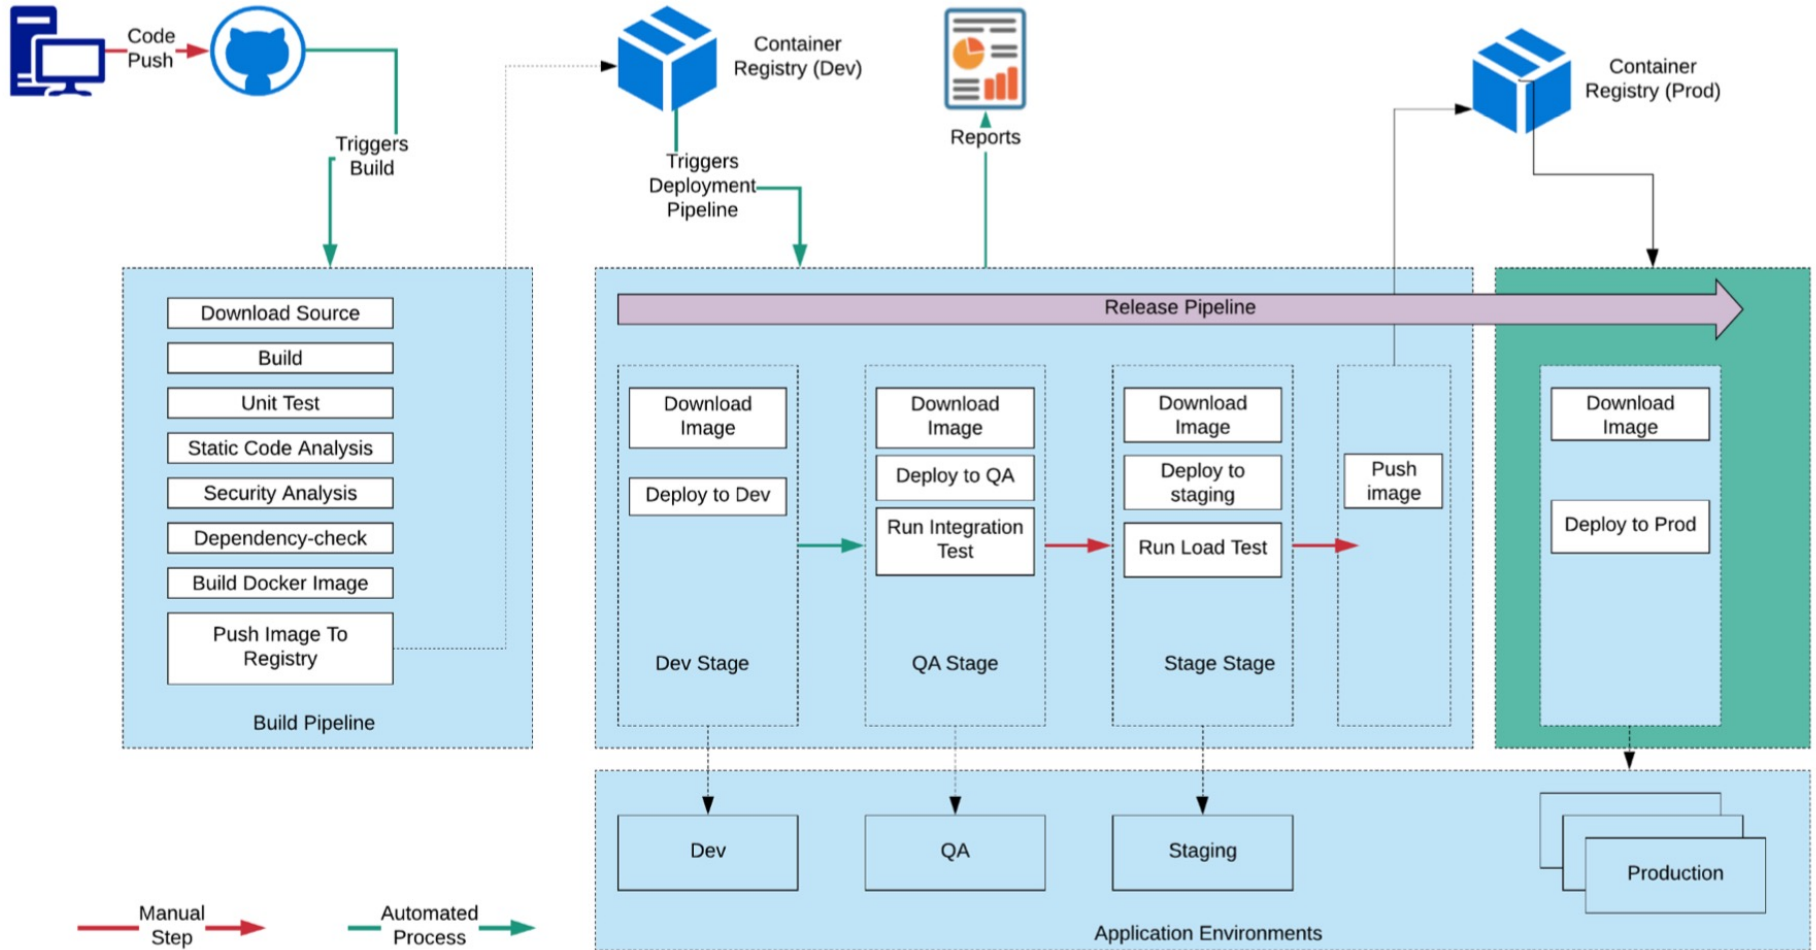 Code
Push
Container
Registry (Dev)
Container
Registry (Prod)
Triggers
Build
Triggers
Deployment
Pipeline
Reports
Download Source
Build
Unit Test
Static Code Analysis
Security Analysis
Dependency-check
Build Docker Image
Push Image To
Registry
Build Pipeline
Release Pipeline
Download
Image
Deploy to Dev
Dev Stage
Download
Image
Deploy to QA
Run Integration
Test
QA Stage
Download
Image
Deploy to
staging
Run Load Test
Stage Stage
Push
image
Download
Image
Deploy to Prod
Dev
QA
Staging
Production
Application Environments
Manual
Step
Automated
Process